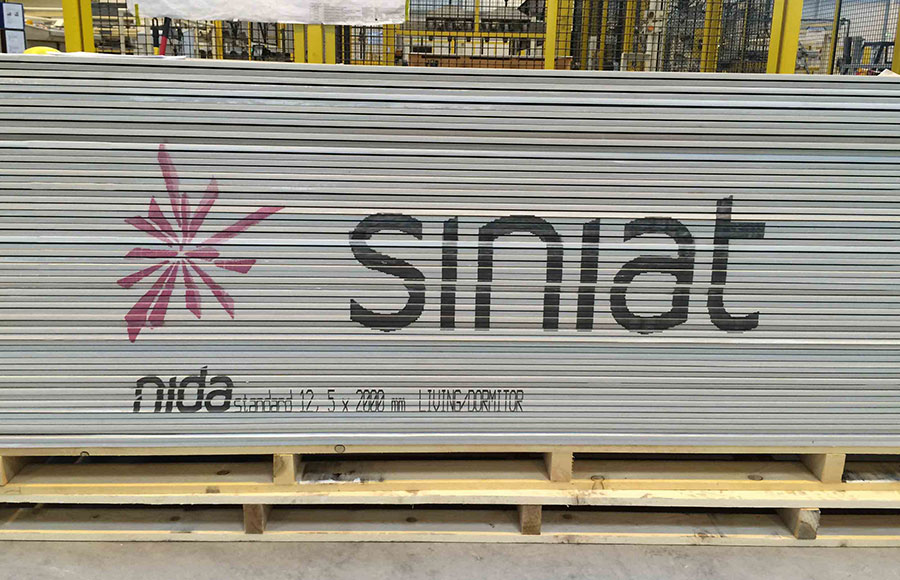 siniat
nida standard 12,5 x 2000 mm LIVING/DORMITOR